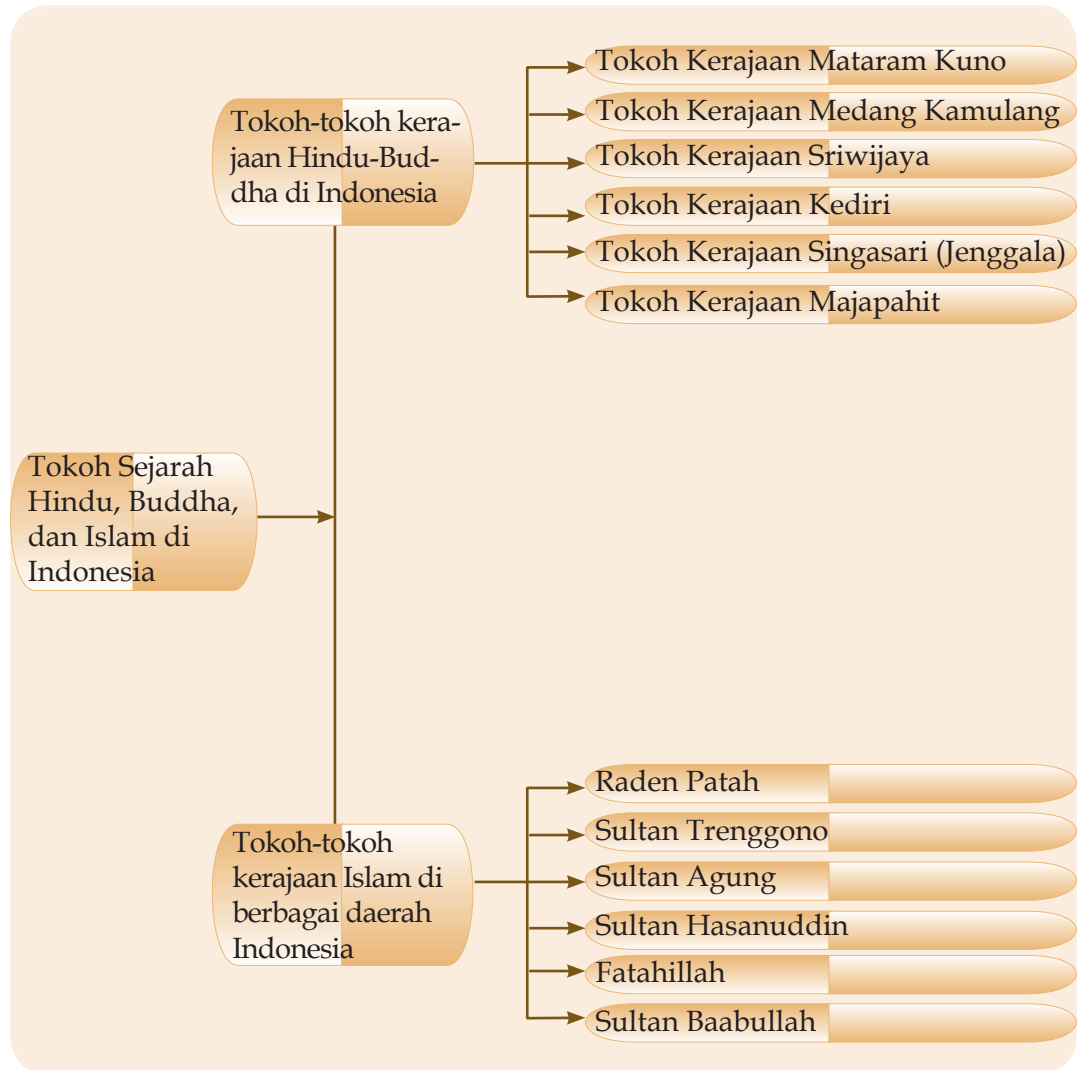 Tokoh Sejarah
Hindu, Buddha,
dan Islam di
Indonesia
Tokoh-tokoh kera-
jaan Hindu-Bud-
dha di Indonesia
Tokoh Kerajaan Mataram Kuno
Tokoh Kerajaan Medang Kamulang
Tokoh Kerajaan Sriwijaya
Tokoh Kerajaan Kediri
Tokoh Kerajaan Singasari (Jenggala)
Tokoh Kerajaan Majapahit
Tokoh-tokoh
kerajaan Islam di
berbagai daerah
Indonesia
Raden Patah
Sultan Trenggono
Sultan Agung
Sultan Hasanuddin
Fatahillah
Sultan Baabullah